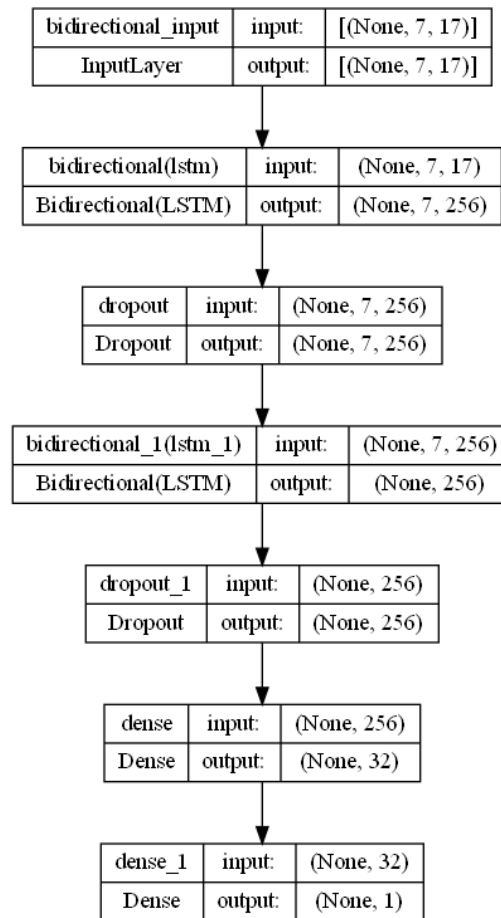 bidirectional_input input: [(None, 7, 17)]
InputLayer output: [(None, 7, 17)]
bidirectional(lstm) input: (None, 7, 17)
Bidirectional(LSTM) output: (None, 7, 256)
dropout input: (None, 7, 256)
Dropout output: (None, 7, 256)
bidirectional_1(lstm_1) input: (None, 7, 256)
Bidirectional(LSTM) output: (None, 256)
dropout_1 input: (None, 256)
Dropout output: (None, 256)
dense input: (None, 256)
Dense output: (None, 32)
dense_1 input: (None, 32)
Dense output: (None, 1)